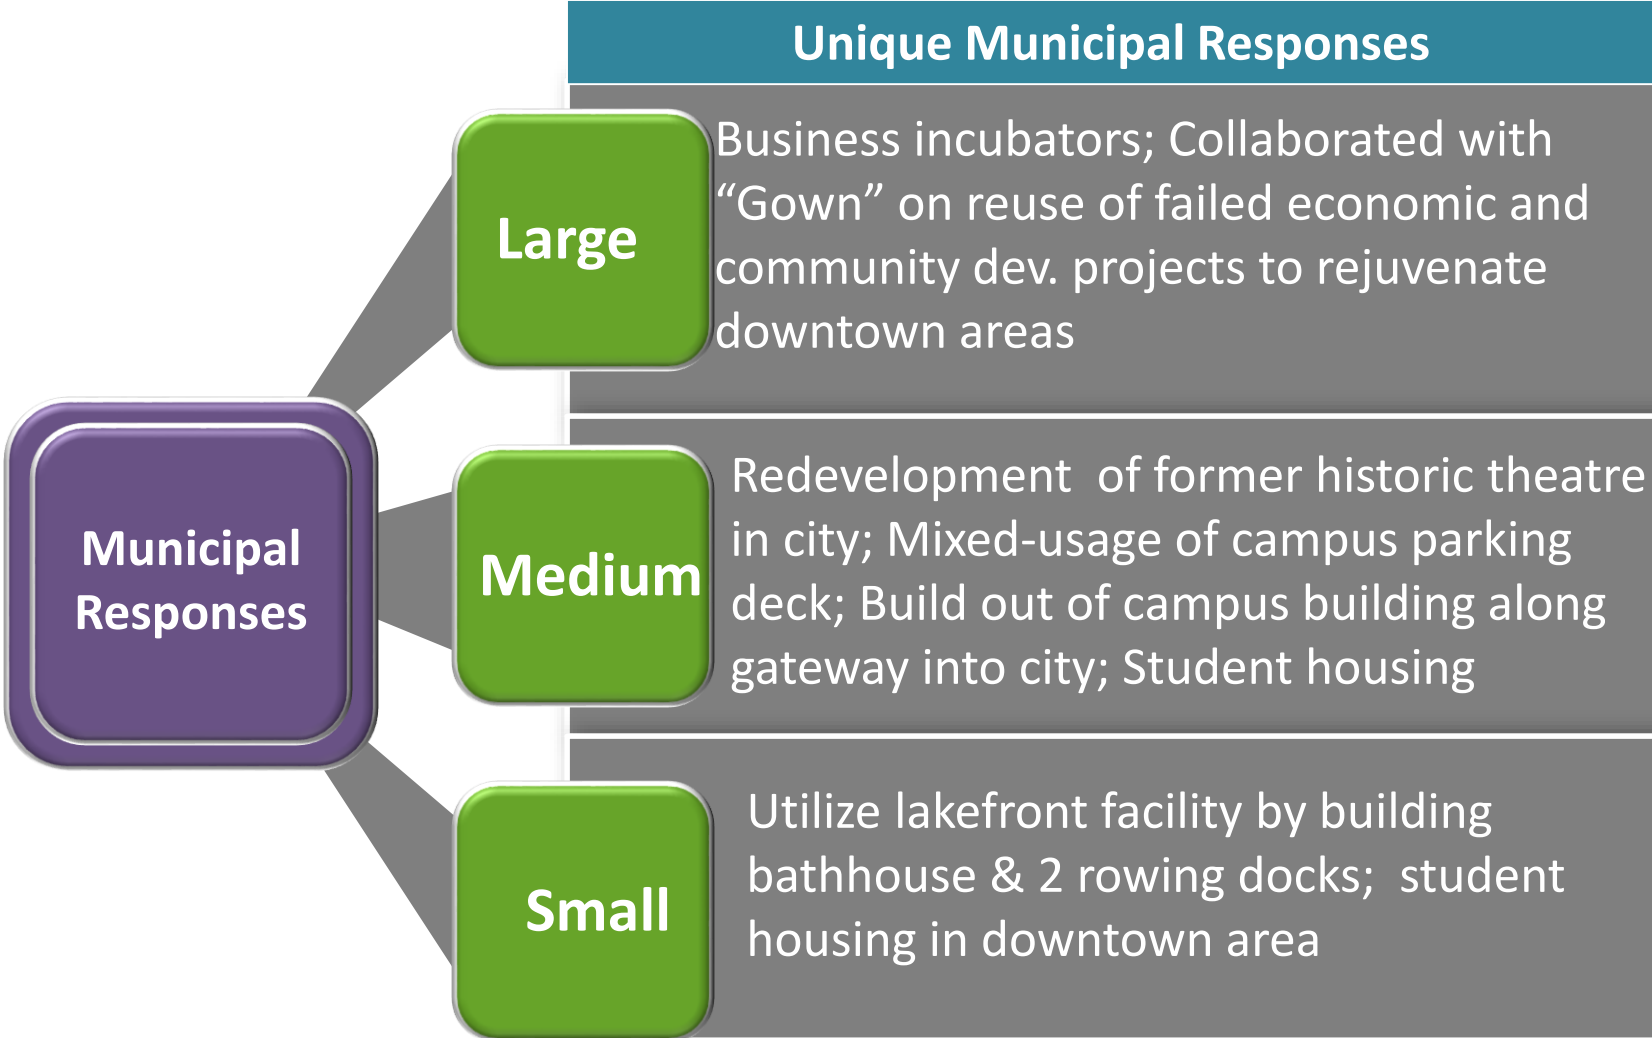 Unique Municipal Responses
Large
Business incubators; Collaborated with
“Gown” on reuse of failed economic and
community dev. projects to rejuvenate
downtown areas
Municipal
Responses
Medium
Redevelopment  of former historic theatre
in city; Mixed-usage of campus parking
deck; Build out of campus building along
gateway into city; Student housing
Small
Utilize lakefront facility by building
bathhouse & 2 rowing docks;  student
housing in downtown area